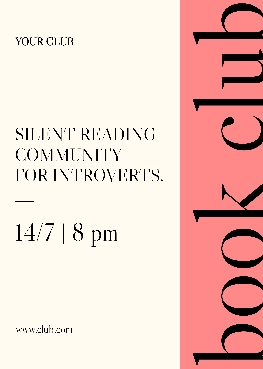 YOUR CLUB
SILENT READING
COMMUNITY
FOR INTROVERTS.
14/7 | 8 pm
www.club.com
book club